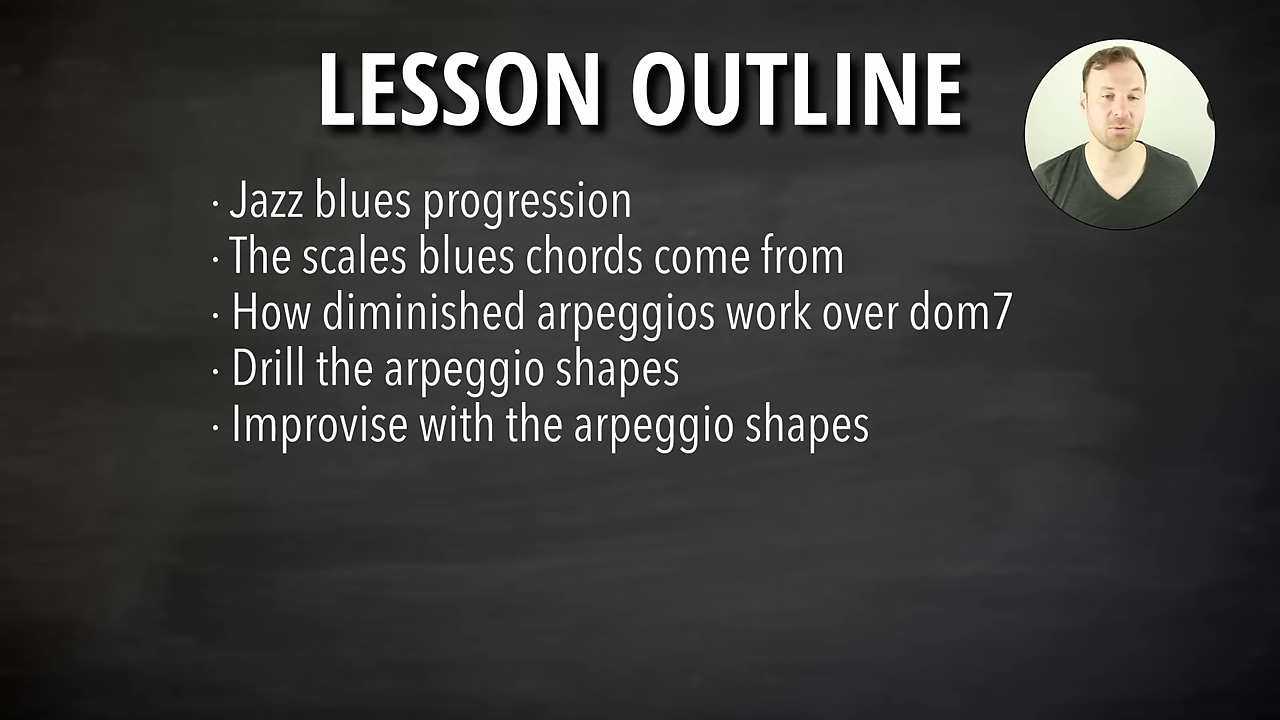 LESSON OUTLINE
· Jazz blues progression
· The scales blues chords come from
· How diminished arpeggios work over dom7
· Drill the arpeggio shapes
· Improvise with the arpeggio shapes